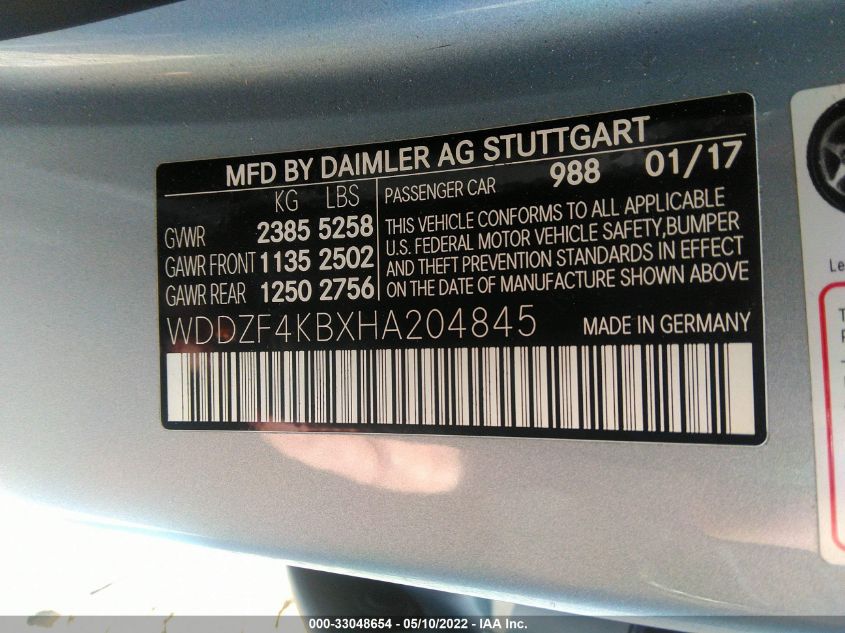 MFD BY DAIMLER AG STUTTGART
KG LBS
GVWR 2385 5258
GAWR FRONT 1135 2502
GAWR REAR 1250 2756
PASSENGER CAR 988 01/17
THIS VEHICLE CONFORMS TO ALL APPLICABLE
U.S. FEDERAL MOTOR VEHICLE SAFETY,BUMPER
AND THEFT PREVENTION STANDARDS IN EFFECT
ON THE DATE OF MANUFACTURE SHOWN ABOVE
WDDZF4KBXHA204845 MADE IN GERMANY
Le
000-33048654 — 05/10/2022 — IAA Inc.